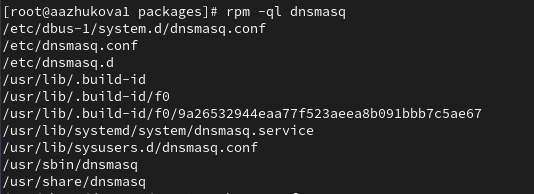 [root@aazhukova1 packages]# rpm -ql dnsmasq
/etc/dbus-1/system.d/dnsmasq.conf
/etc/dnsmasq.conf
/etc/dnsmasq.d
/usr/lib/.build-id
/usr/lib/.build-id/f0
/usr/lib/.build-id/f0/9a26532944eaa77f523aeea8b091bbb7c5ae67
/usr/lib/systemd/system/dnsmasq.service
/usr/lib/sysusers.d/dnsmasq.conf
/usr/sbin/dnsmasq
/usr/share/dnsmasq